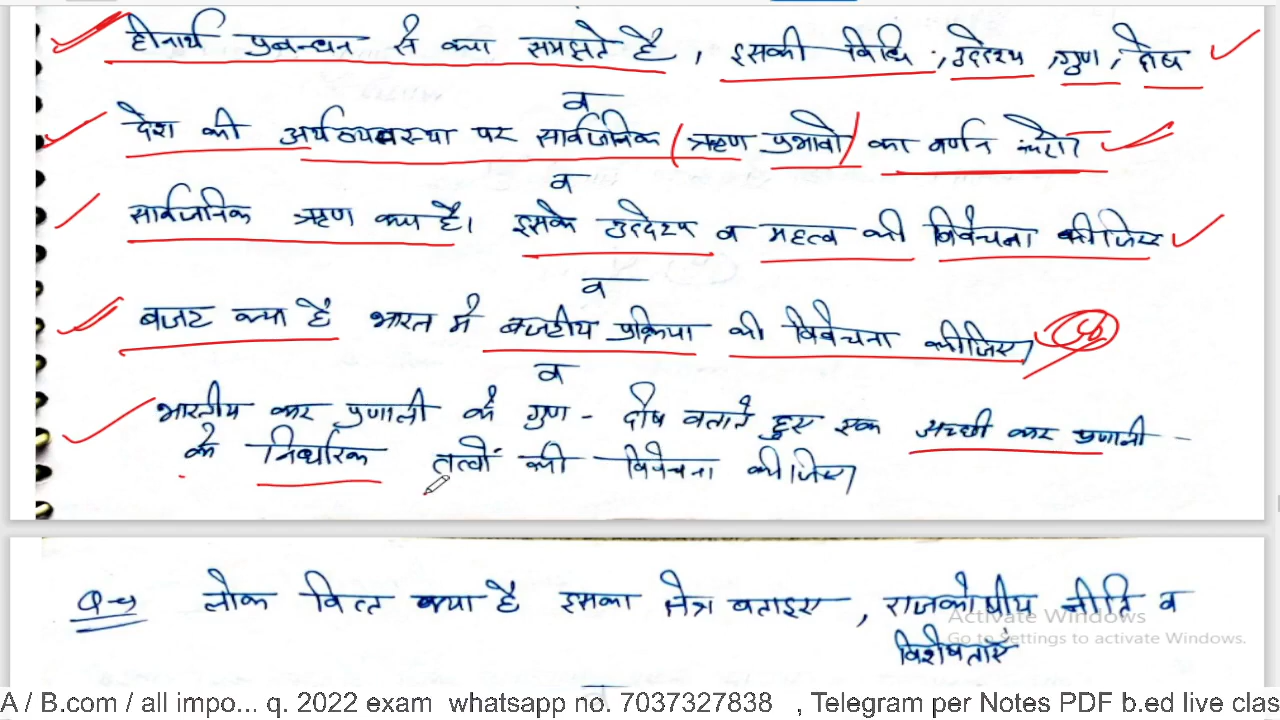 हीनार्थ प्रबन्धन से क्या समझते है, इसकी विधि, उद्देश्य, गुण, दोष
व
देश की अर्थव्यवस्था पर सार्वजनिक (ऋण प्रभावो) का वर्णन करो।
व
सार्वजनिक ऋण क्या है। इसके उद्देश्य व महत्व की विवेचना कीजिए
व
बजट क्या है भारत में बजटीय प्रक्रिया की विवेचना कीजिए।
व
भारतीय कर प्रणाली के गुण - दोष बताते हुए एक अच्छी कर प्रणाली -
के निर्धारक तत्वों की विवेचना कीजिए।
लोक वित्त क्या है इसका क्षेत्र बताइए, राजकोषीय नीति व
विशेषताएँ
Activate Windows
Go to Settings to activate Windows.
A / B.com / all impo... q. 2022 exam whatsapp no. 7037327838 , Telegram per Notes PDF b.ed live clas